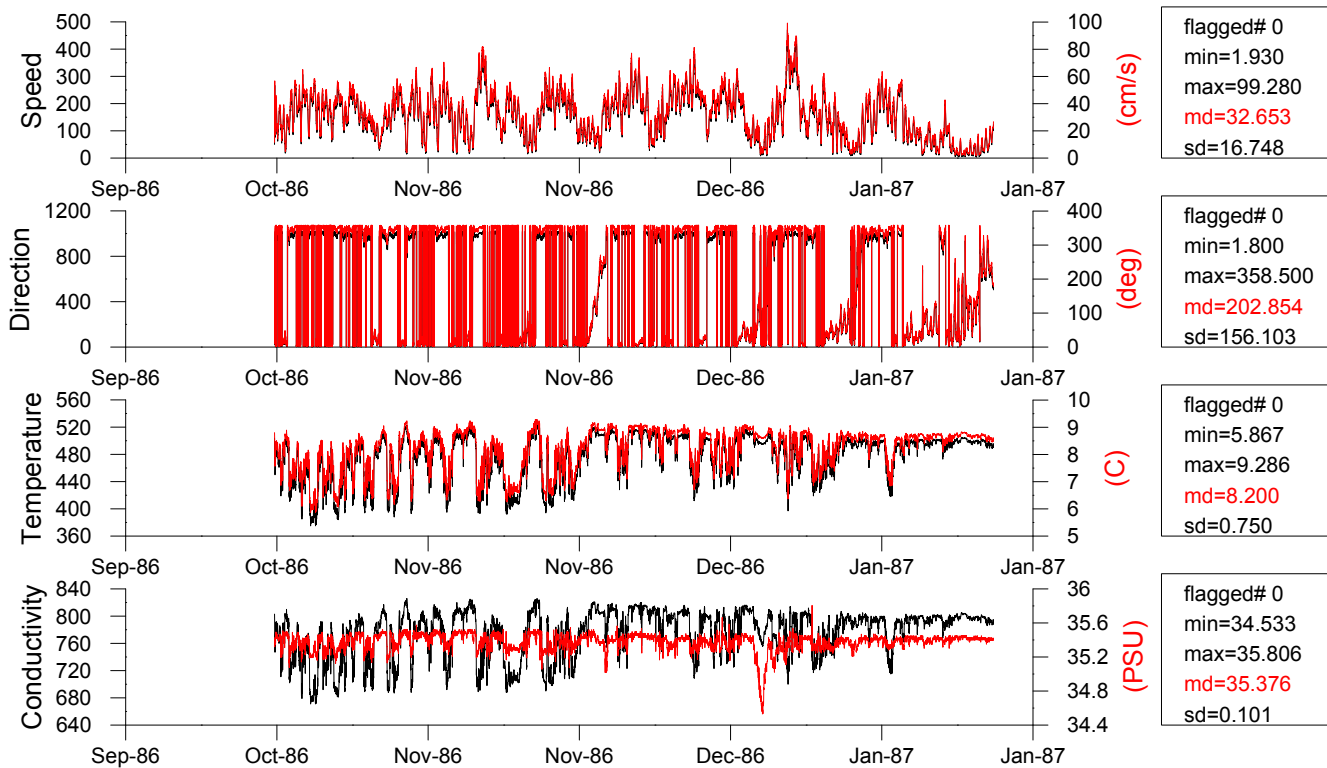 500
400
300
200
100
0
Speed
100
80
60
40
20
0
(cm/s)
Sep-86 Oct-86 Nov-86 Nov-86 Dec-86 Jan-87 Jan-87
flagged# 0
min=1.930
max=99.280
md=32.653
sd=16.748
1200
800
400
0
Direction
400
300
200
100
0
(deg)
Sep-86 Oct-86 Nov-86 Nov-86 Dec-86 Jan-87 Jan-87
flagged# 0
min=1.800
max=358.500
md=202.854
sd=156.103
560
520
480
440
400
360
Temperature
10
9
8
7
6
5
(C)
Sep-86 Oct-86 Nov-86 Nov-86 Dec-86 Jan-87 Jan-87
flagged# 0
min=5.867
max=9.286
md=8.200
sd=0.750
840
800
760
720
680
640
Conductivity
36
35.6
35.2
34.8
34.4
(PSU)
Sep-86 Oct-86 Nov-86 Nov-86 Dec-86 Jan-87 Jan-87
flagged# 0
min=34.533
max=35.806
md=35.376
sd=0.101